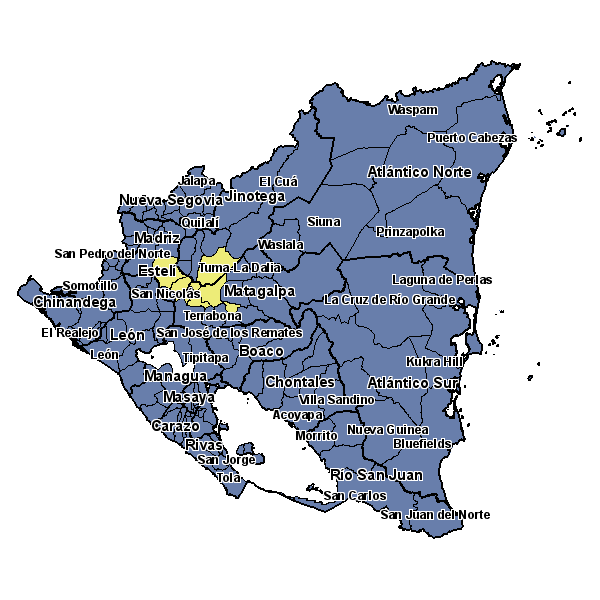 Waspam
Puerto Cabezas
Atlántico Norte
Jalapa
El Cuá
Nueva Segovia
Jinotega
Quilalí
Siuna
Prinzapolka
Madriz
Waslala
San Pedro del Norte
Estelí
Tuma-La Dalia
Laguna de Perlas
Somotillo
San Nicolás
Matagalpa
Chinandega
La Cruz de Río Grande
Terrabona
El Realejo
León
San José de los Remates
León
Tipitapa
Boaco
Kukra Hill
Managua
Chontales
Atlántico Sur
Masaya
Villa Sandino
Acoyapa
Carazo
Morrito
Nueva Guinea
Rivas
Bluefields
San Jorge
Tola
Río San Juan
San Carlos
San Juan del Norte